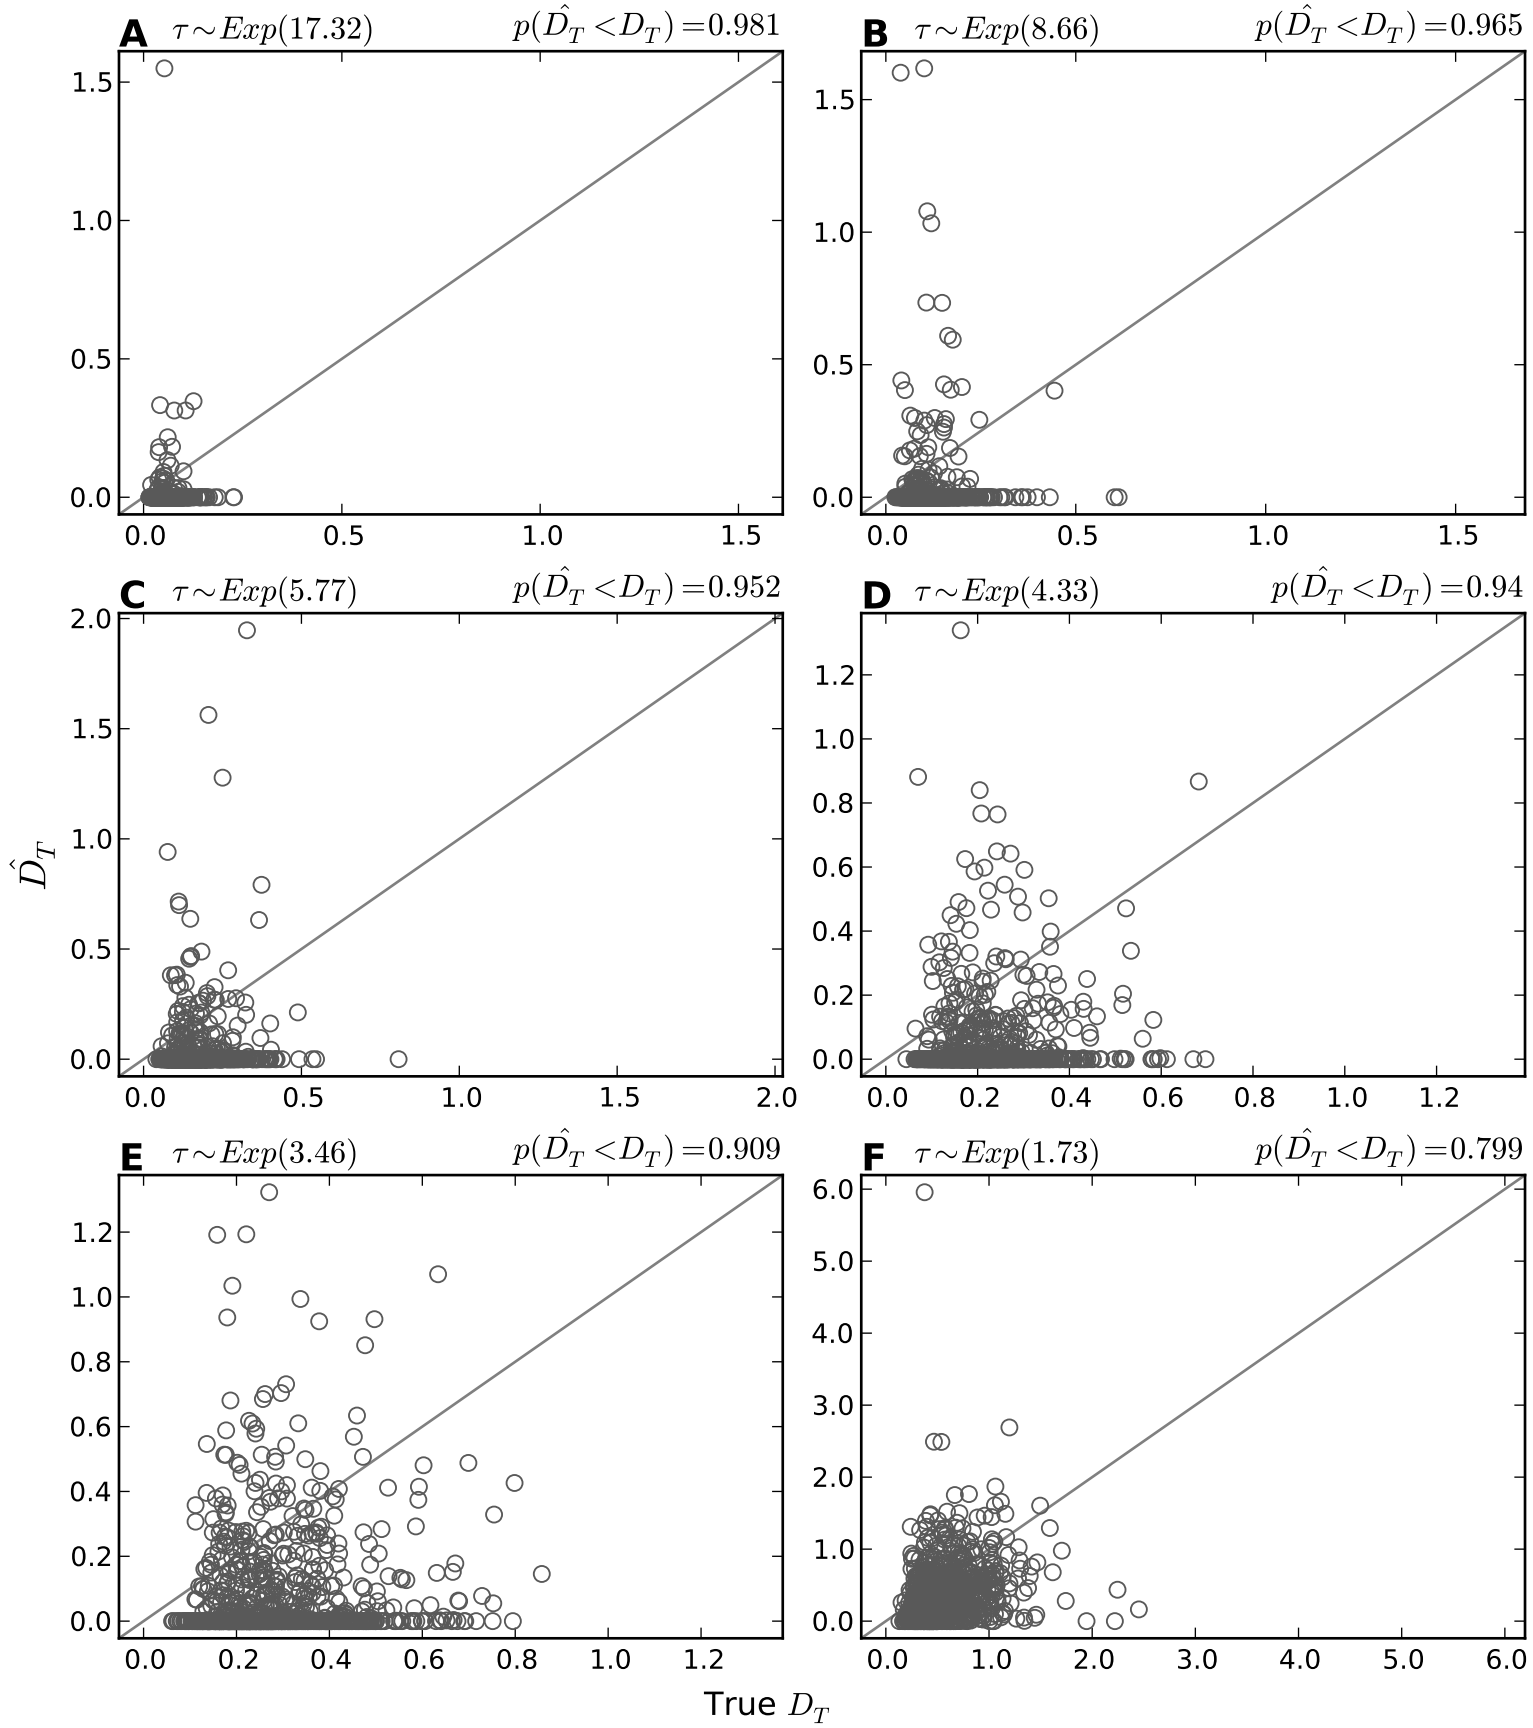 A τ ~ Exp(17.32) p(D̂_T < D_T) = 0.981
B τ ~ Exp(8.66) p(D̂_T < D_T) = 0.965
1.5
1.0
0.5
0.0
0.0 0.5 1.0 1.5
1.5
1.0
0.5
0.0
0.0 0.5 1.0 1.5
C τ ~ Exp(5.77) p(D̂_T < D_T) = 0.952
D τ ~ Exp(4.33) p(D̂_T < D_T) = 0.94
2.0
1.5
1.0
0.5
0.0
0.0 0.5 1.0 1.5 2.0
1.2
1.0
0.8
0.6
0.4
0.2
0.0
0.0 0.2 0.4 0.6 0.8 1.0 1.2
D̂_T
E τ ~ Exp(3.46) p(D̂_T < D_T) = 0.909
F τ ~ Exp(1.73) p(D̂_T < D_T) = 0.799
1.2
1.0
0.8
0.6
0.4
0.2
0.0
0.0 0.2 0.4 0.6 0.8 1.0 1.2
6.0
5.0
4.0
3.0
2.0
1.0
0.0
0.0 1.0 2.0 3.0 4.0 5.0 6.0
True D_T